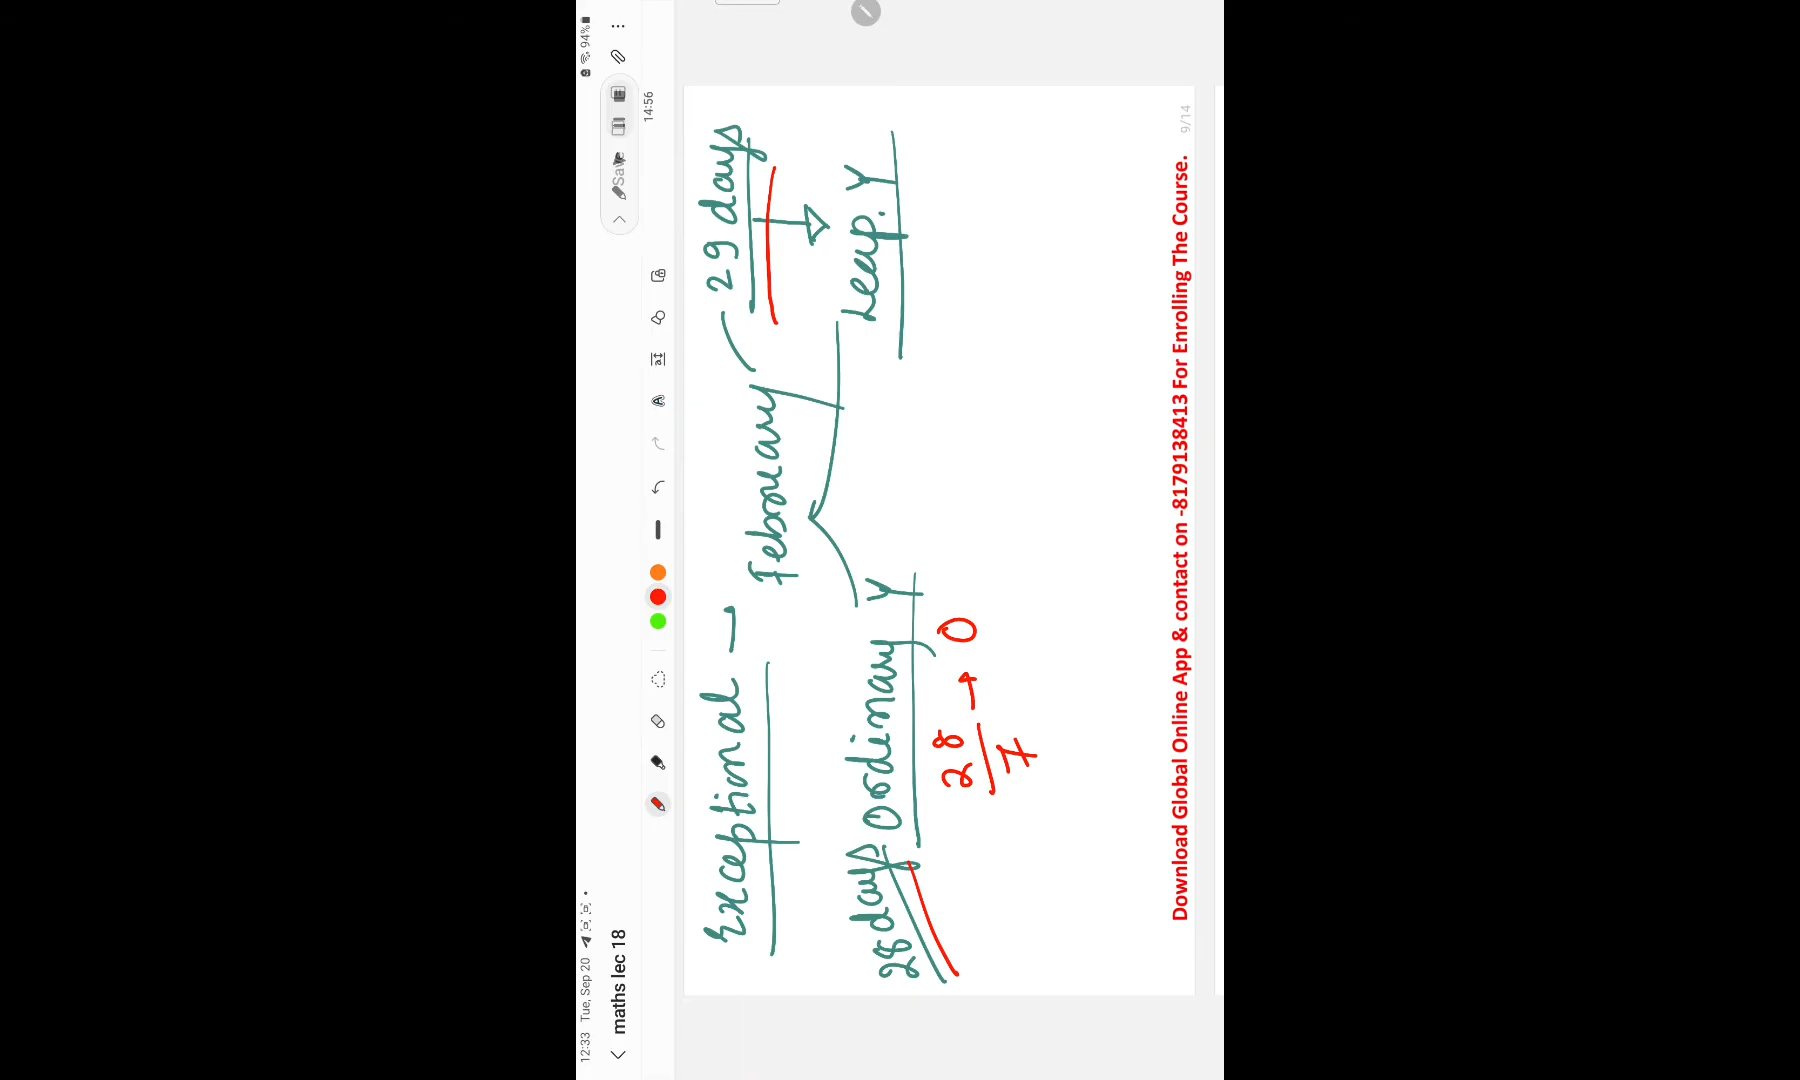 12:33 Tue, Sep 20
94%
maths lec 18
Save
14:56
Exceptional → February 29 days
28 days Ordinary Y Leap. Y
28/7 → 0
Download Global Online App & contact on -8179138413 For Enrolling The Course.
9/14